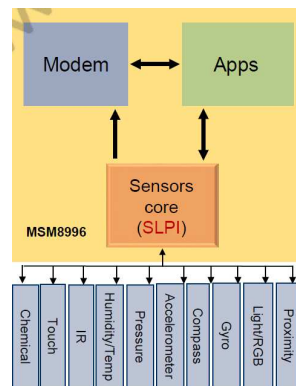 Modem
Apps
Sensors
core
(SLPI)
MSM8996
Chemical
Touch
IR
Humidity/Temp
Pressure
Accelerometer
Compass
Gyro
Light/RGB
Proximity